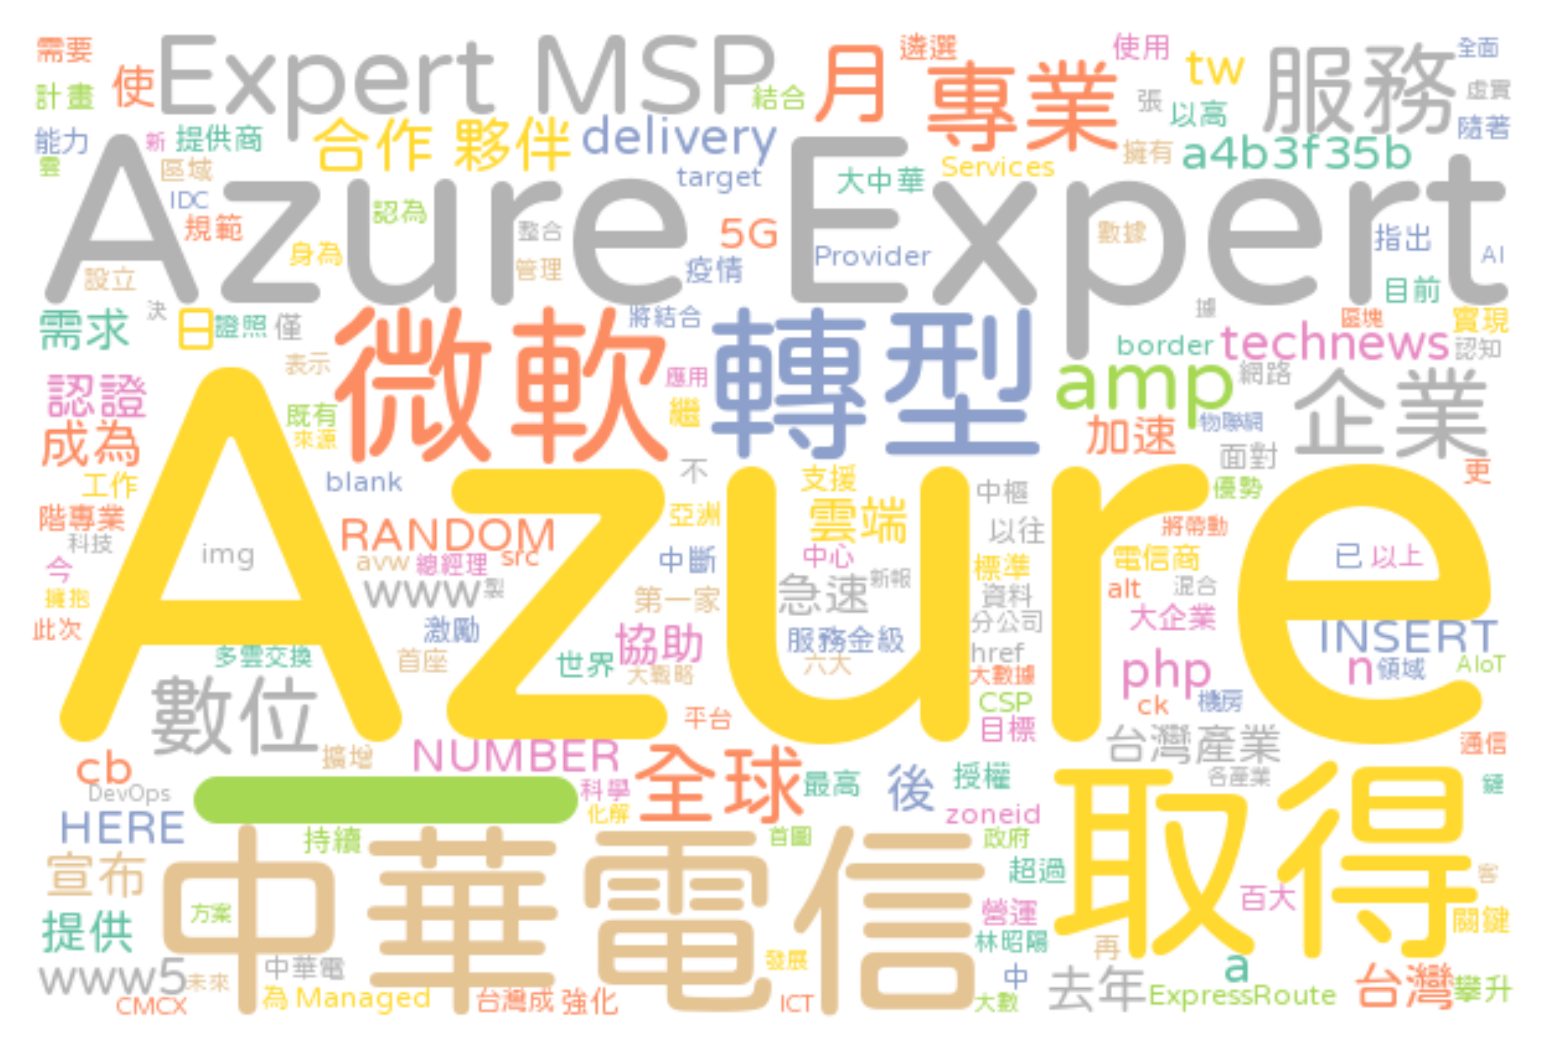 需要 Expert MSP 月 遴選 使用 tw 服務 全面
計畫 使 結合 專業 張 以高 虛實
能力 新 提供商 合作 夥伴 delivery 擁有 a4b3f35b 隨著
雲 區域 target 大中華 Services
IDC 認為 Azure Expert
規範 身為 整合 5G Provider 數據 指出 AI
設立 管理 疫情 目前
決 據
需求 日 證照 僅 將結合 區塊 實現
表示 微軟 轉型 border technews 認知
認證 應用 amp 網路 企業
既有 繼 加速 物聯網
成為 來源 面對
工作 blank 不 支援 中樞 優勢 更
階專業 RANDOM 亞洲 雲端 以往 將帶動
科技 img avw 總經理 src 中斷 中心 標準 電信商 已 以上
今 Azure
擁抱 www 製 第一家 急速 新報 資料 alt 混合
此次 激勵 協助 服務金級 分公司 大企業 INSERT
多雲交換 首座 世界 大戰略 六大 href 大數據 php n 領域 AIoT
數位 平台 CSP ck 機房
擴增 NUMBER 目標 台灣產業 通信
cb DevOps 科學 全球 最高 後 授權 各產業 鏈
HERE 化解 zoneid 取得
持續 首圖 政府
宣布 中華電信 超過 客
提供 方案 營運 百大 關鍵
林昭陽 再
www5 未來 中華電 發展 中 去年 a 台灣 攀升
CMCX 為 Managed 台灣成 強化 ICT 大數 ExpressRoute